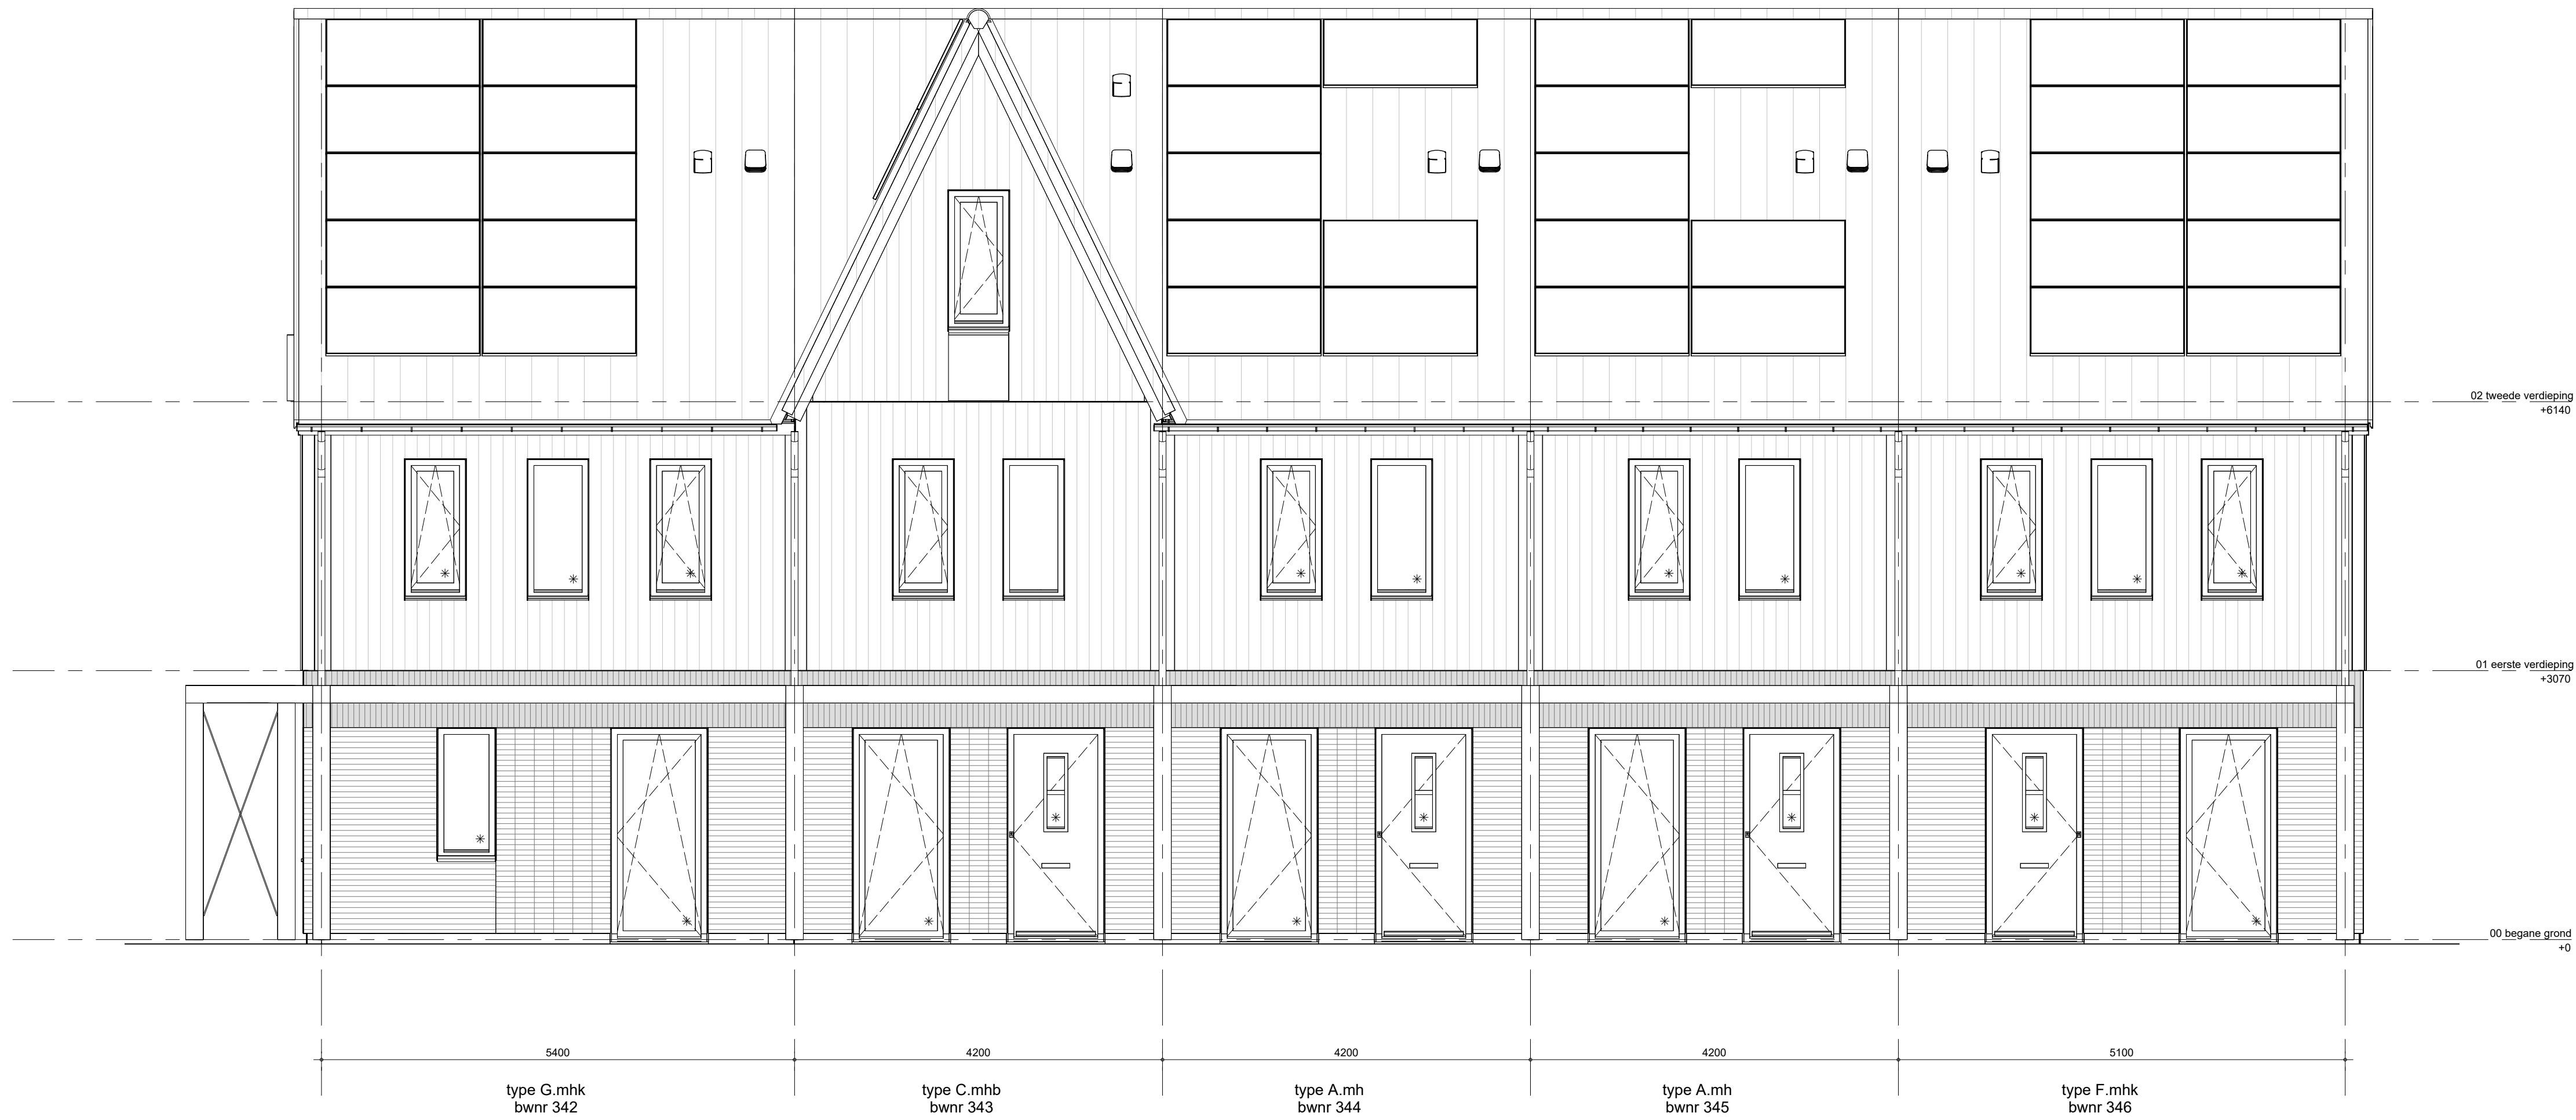 02 tweede verdieping
+6140
01 eerste verdieping
+3070
00 begane grond
+0
5400
4200
4200
4200
5100
type G.mhk
bwnr 342
type C.mhb
bwnr 343
type A.mh
bwnr 344
type A.mh
bwnr 345
type F.mhk
bwnr 346